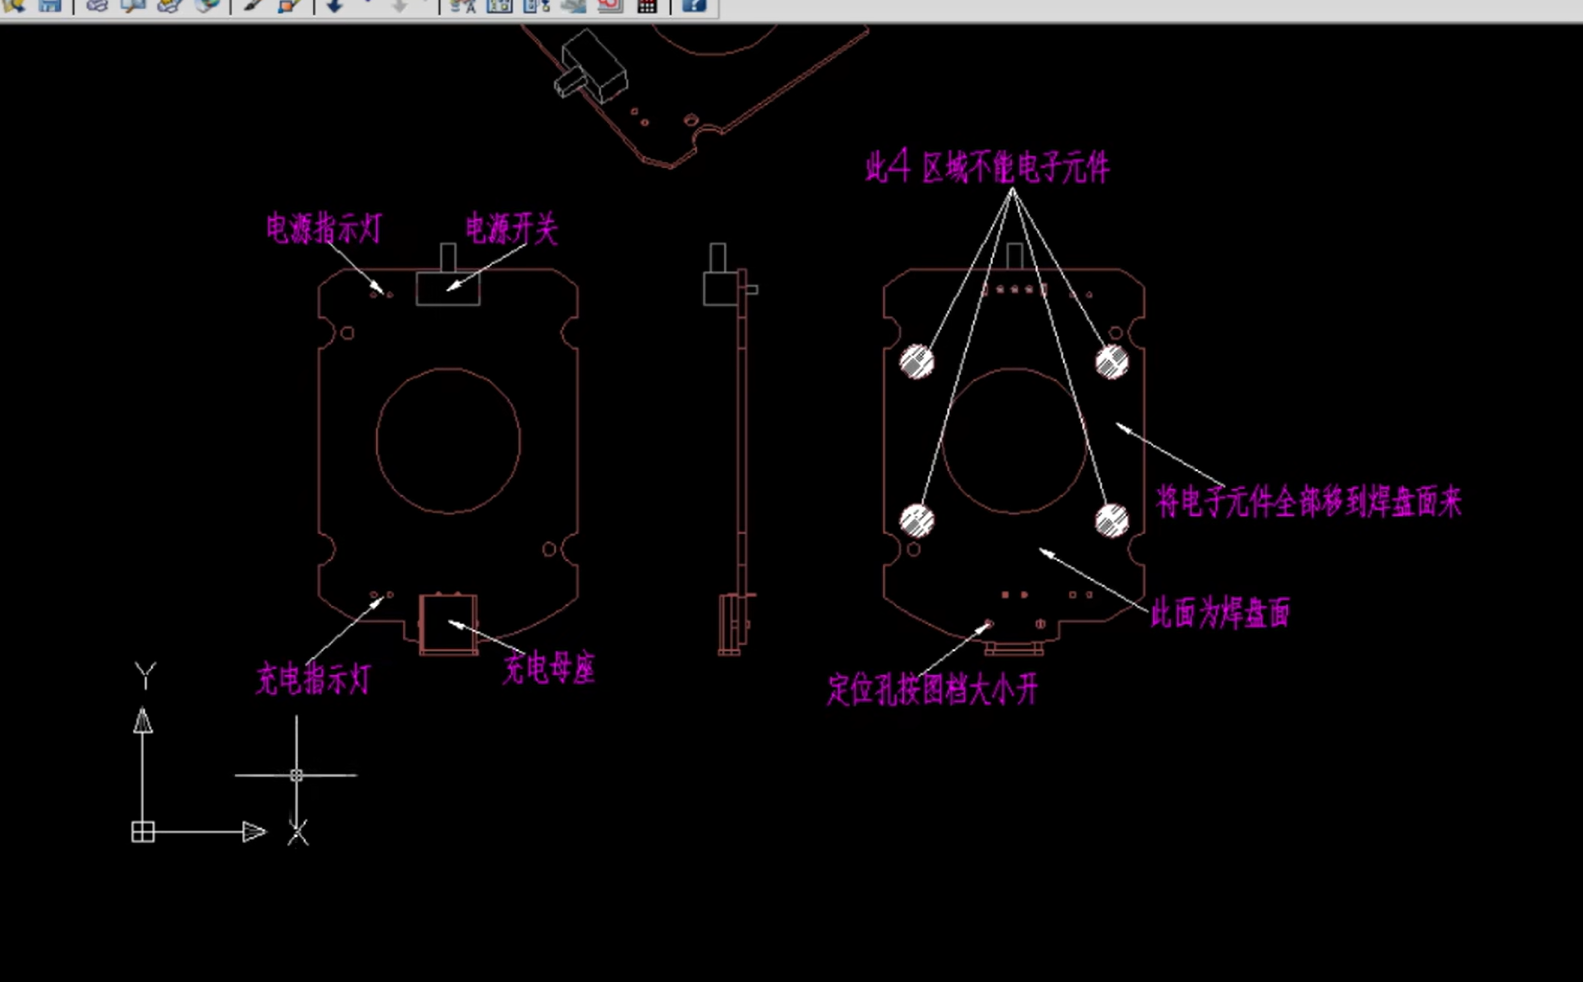 此4 区域不能电子元件
电源指示灯
电源开关
将电子元件全部移到焊盘面来
此面为焊盘面
充电指示灯
充电母座
定位孔按图档大小开
Y
X